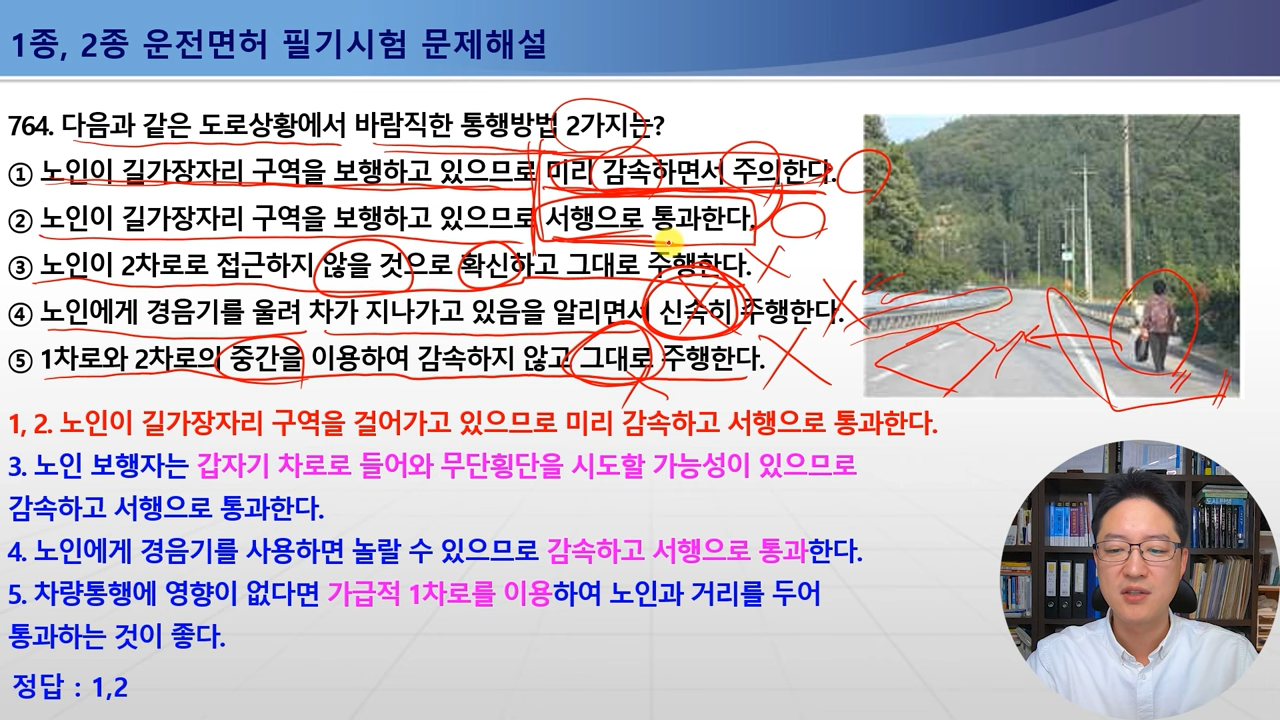 1종, 2종 운전면허 필기시험 문제해설
764. 다음과 같은 도로상황에서 바람직한 통행방법 2가지는?
① 노인이 길가장자리 구역을 보행하고 있으므로 미리 감속하면서 주의한다.
② 노인이 길가장자리 구역을 보행하고 있으므로 서행으로 통과한다.
③ 노인이 2차로로 접근하지 않을 것으로 확신하고 그대로 주행한다.
④ 노인에게 경음기를 울려 차가 지나가고 있음을 알리면서 신속히 주행한다.
⑤ 1차로와 2차로의 중간을 이용하여 감속하지 않고 그대로 주행한다.
1, 2. 노인이 길가장자리 구역을 걸어가고 있으므로 미리 감속하고 서행으로 통과한다.
3. 노인 보행자는 갑자기 차로로 들어와 무단횡단을 시도할 가능성이 있으므로
감속하고 서행으로 통과한다.
4. 노인에게 경음기를 사용하면 놀랄 수 있으므로 감속하고 서행으로 통과한다.
5. 차량통행에 영향이 없다면 가급적 1차로를 이용하여 노인과 거리를 두어
통과하는 것이 좋다.
정답 : 1,2